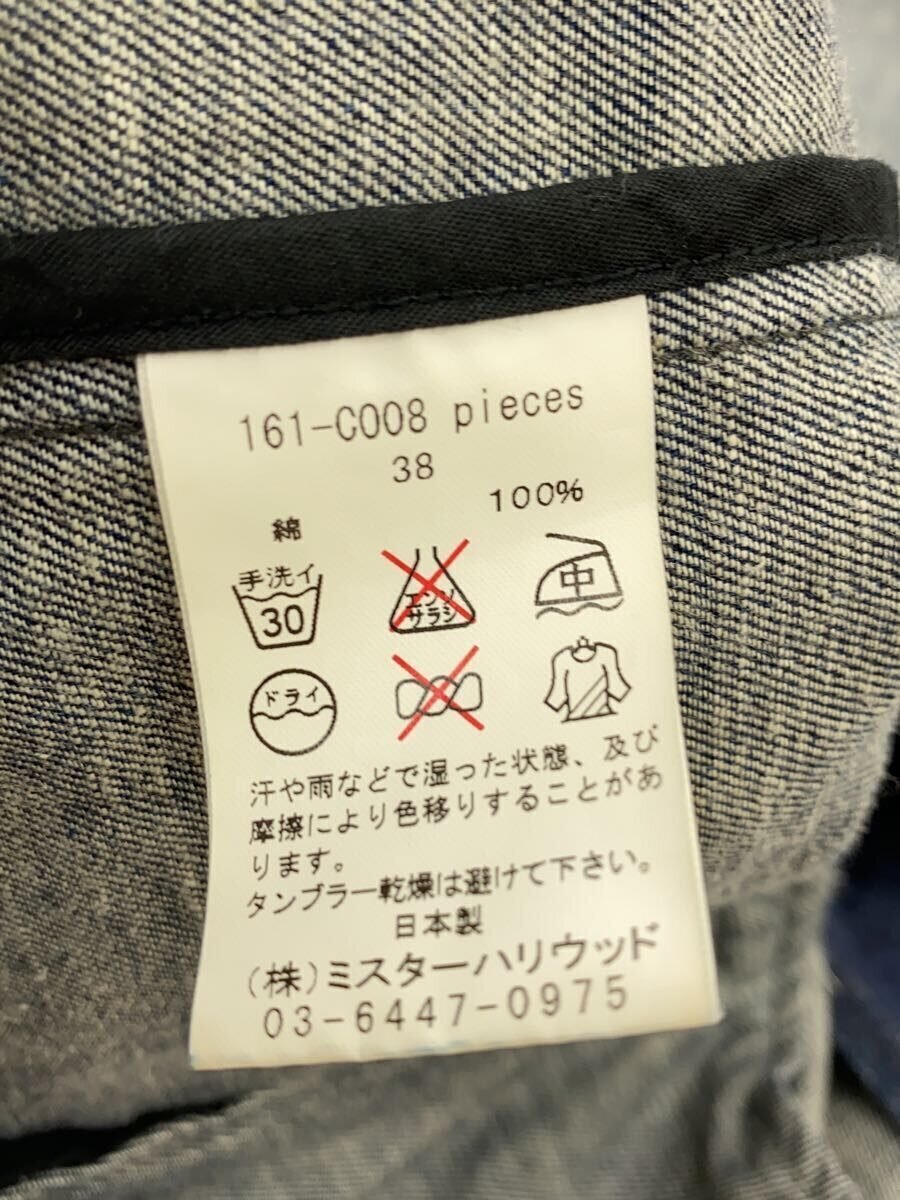 161-C008 pieces
38
綿 100%
手洗イ
30
エンソ
サラシ
中
ドライ
汗や雨などで湿った状態、及び
摩擦により色移りすることがあ
ります。
タンブラー乾燥は避けて下さい。
日本製
(株)ミスターハリウッド
03-6447-0975